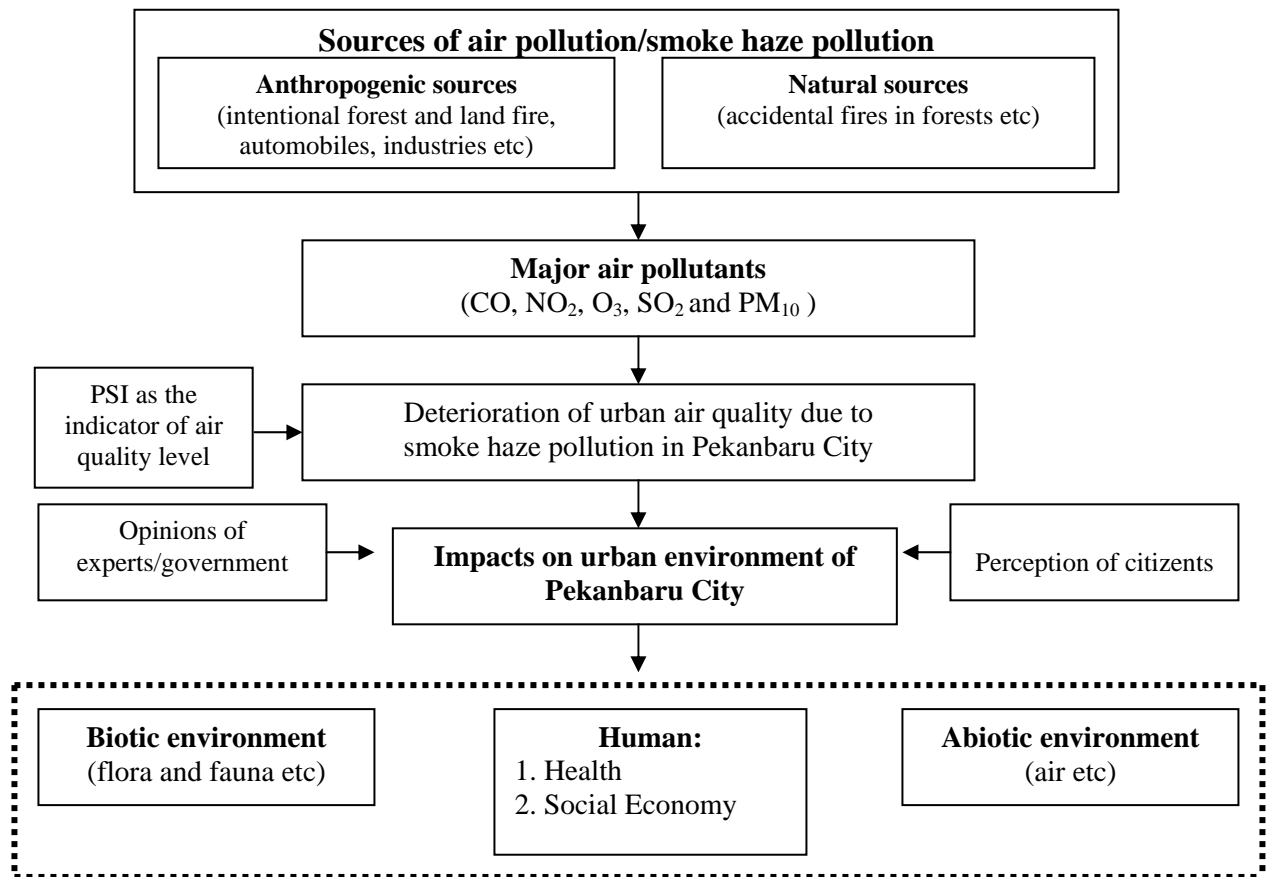 Sources of air pollution/smoke haze pollution
Anthropogenic sources
(intentional forest and land fire,
automobiles, industries etc)
Natural sources
(accidental fires in forests etc)
Major air pollutants
(CO, NO₂, O₃, SO₂ and PM₁₀ )
PSI as the
indicator of air
quality level
Deterioration of urban air quality due to
smoke haze pollution in Pekanbaru City
Opinions of
experts/government
Impacts on urban environment of
Pekanbaru City
Perception of citizens
Biotic environment
(flora and fauna etc)
Human:
1. Health
2. Social Economy
Abiotic environment
(air etc)